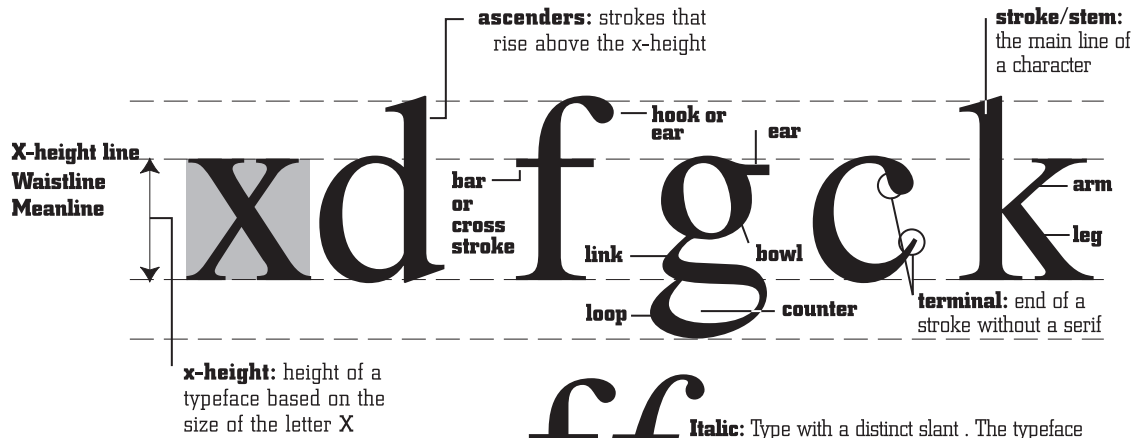 ascenders: strokes that
rise above the x-height
stroke/stem:
the main line of
a character
X-height line
Waistline
Meanline
x d f g c k
hook or
ear
ear
bar
or
cross
stroke
link
bowl
loop
counter
arm
leg
terminal: end of a
stroke without a serif
x-height: height of a
typeface based on the
size of the letter X
ff
Italic: Type with a distinct slant . The typeface